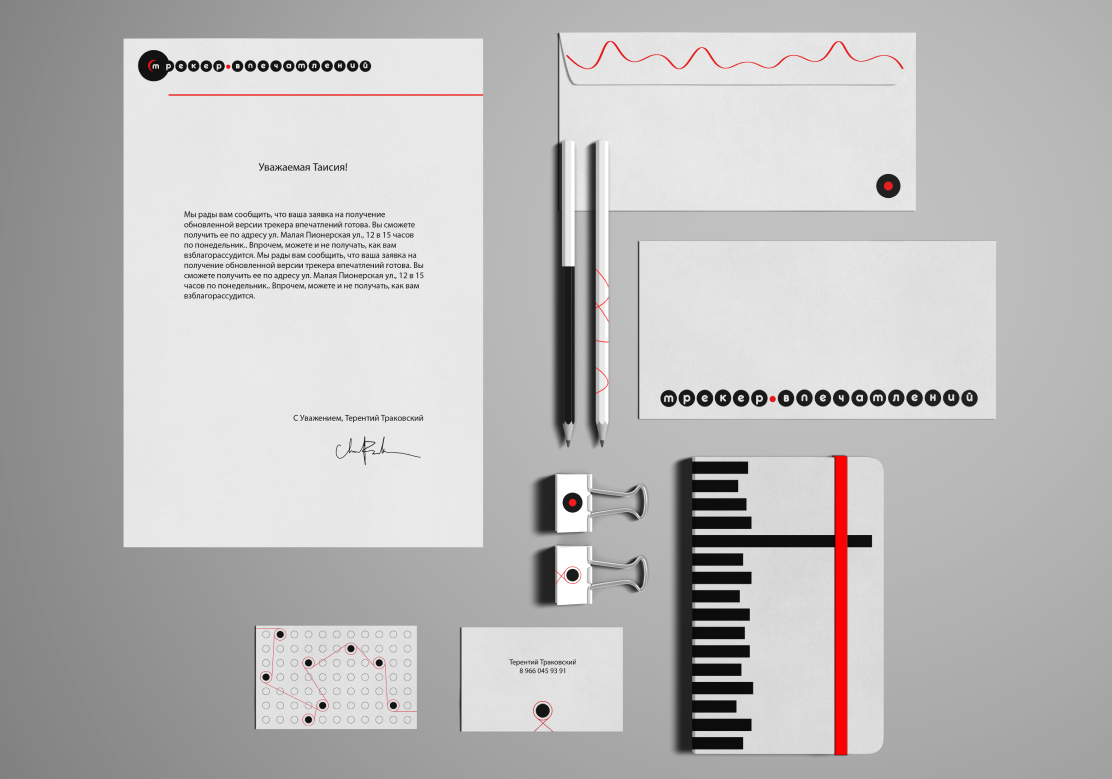 трекер.впечатлений
Уважаемая Таисия!
Мы рады вам сообщить, что ваша заявка на получение
обновленной версии трекера впечатлений готова. Вы сможете
получить ее по адресу ул. Малая Пионерская ул., 12 в 15 часов
по понедельник.. Впрочем, можете и не получать, как вам
взблагорассудится. Мы рады вам сообщить, что ваша заявка на
получение обновленной версии трекера впечатлений готова. Вы
сможете получить ее по адресу ул. Малая Пионерская ул., 12 в 15
часов по понедельник.. Впрочем, можете и не получать, как вам
взблагорассудится.
С Уважением, Терентий Траковский
трекер.впечатлений
Терентий Траковский
8 966 045 93 91